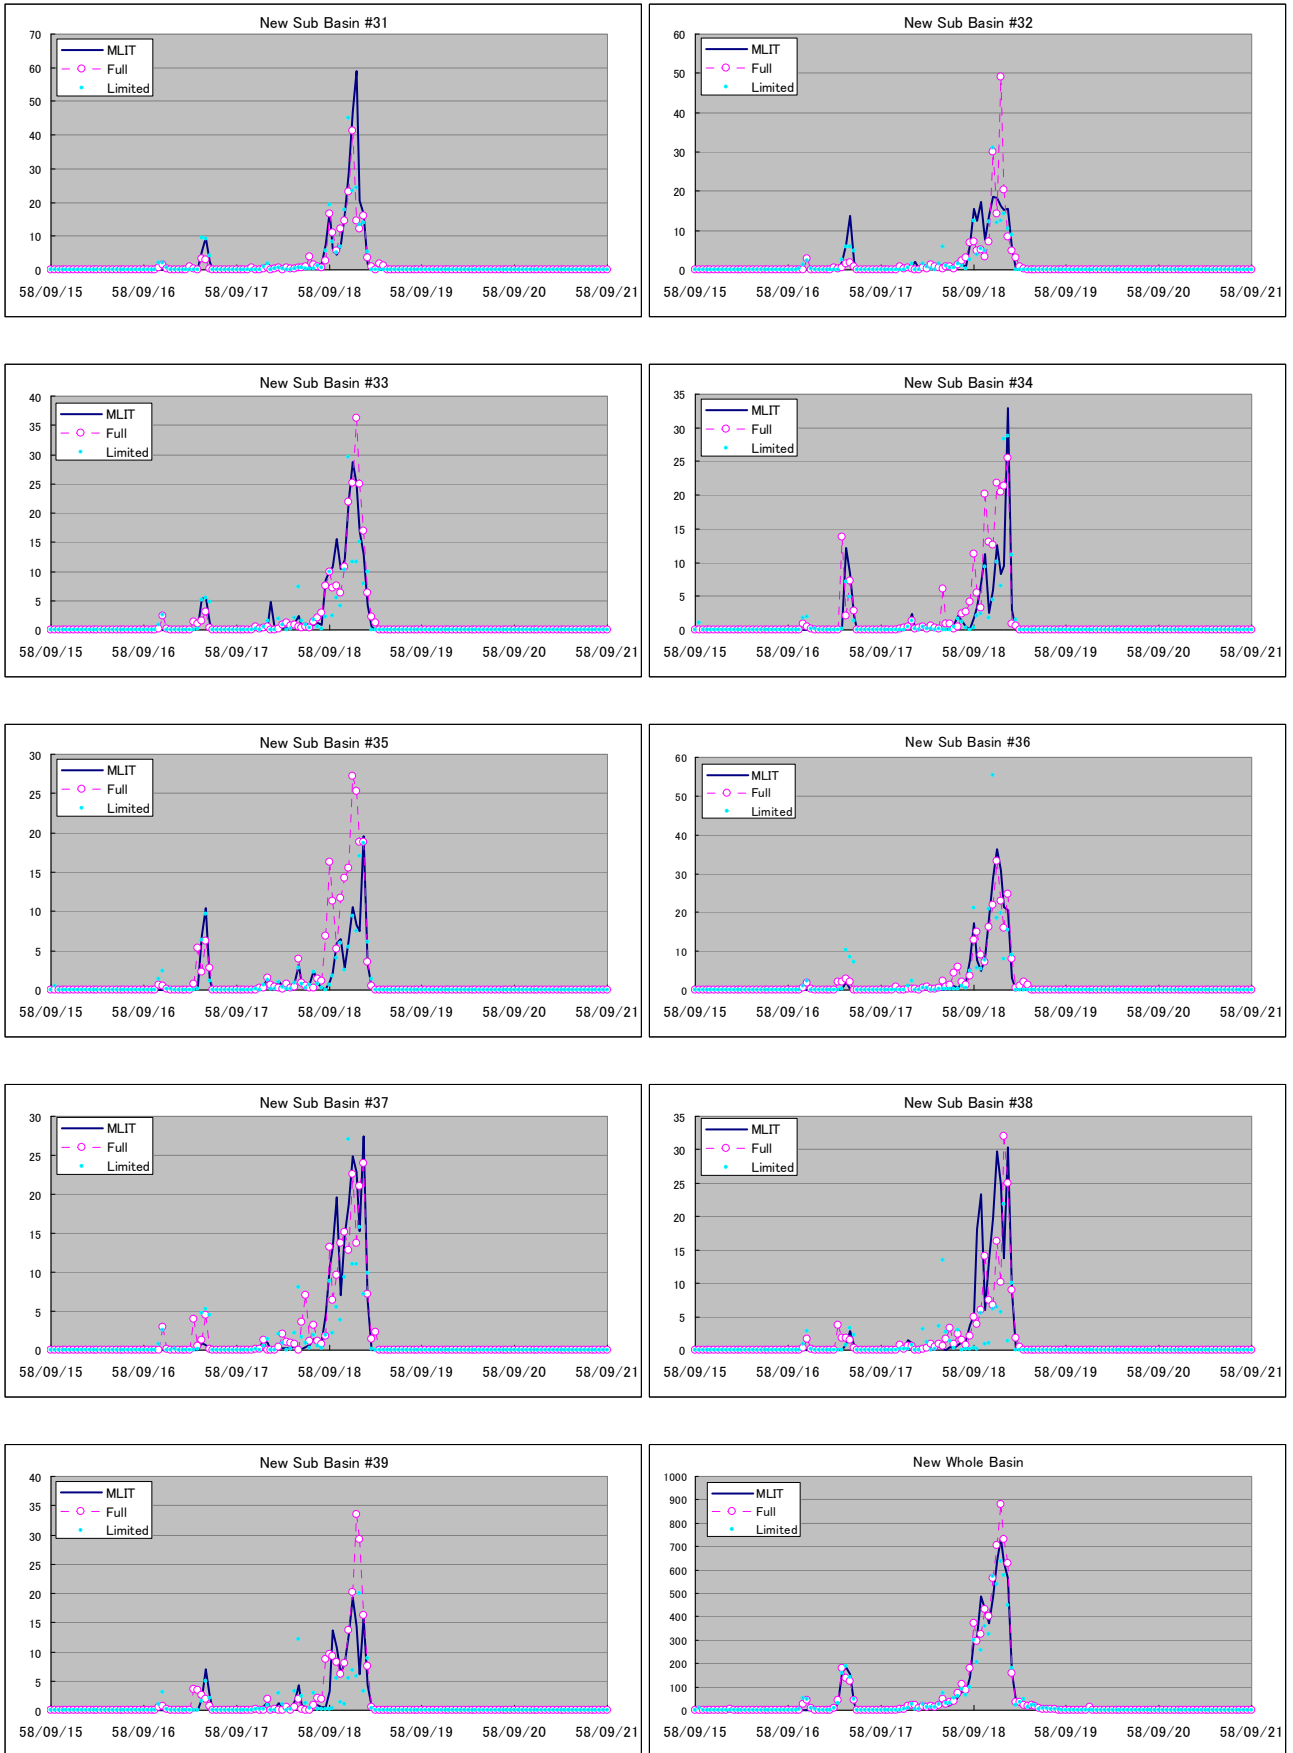 New Sub Basin #31
70
60
50
40
30
20
10
0
MLIT
Full
Limited
58/09/15 58/09/16 58/09/17 58/09/18 58/09/19 58/09/20 58/09/21
New Sub Basin #32
60
50
40
30
20
10
0
MLIT
Full
Limited
58/09/15 58/09/16 58/09/17 58/09/18 58/09/19 58/09/20 58/09/21
New Sub Basin #33
40
35
30
25
20
15
10
5
0
MLIT
Full
Limited
58/09/15 58/09/16 58/09/17 58/09/18 58/09/19 58/09/20 58/09/21
New Sub Basin #34
35
30
25
20
15
10
5
0
MLIT
Full
Limited
58/09/15 58/09/16 58/09/17 58/09/18 58/09/19 58/09/20 58/09/21
New Sub Basin #35
30
25
20
15
10
5
0
MLIT
Full
Limited
58/09/15 58/09/16 58/09/17 58/09/18 58/09/19 58/09/20 58/09/21
New Sub Basin #36
60
50
40
30
20
10
0
MLIT
Full
Limited
58/09/15 58/09/16 58/09/17 58/09/18 58/09/19 58/09/20 58/09/21
New Sub Basin #37
30
25
20
15
10
5
0
MLIT
Full
Limited
58/09/15 58/09/16 58/09/17 58/09/18 58/09/19 58/09/20 58/09/21
New Sub Basin #38
35
30
25
20
15
10
5
0
MLIT
Full
Limited
58/09/15 58/09/16 58/09/17 58/09/18 58/09/19 58/09/20 58/09/21
New Sub Basin #39
40
35
30
25
20
15
10
5
0
MLIT
Full
Limited
58/09/15 58/09/16 58/09/17 58/09/18 58/09/19 58/09/20 58/09/21
New Whole Basin
1000
900
800
700
600
500
400
300
200
100
0
MLIT
Full
Limited
58/09/15 58/09/16 58/09/17 58/09/18 58/09/19 58/09/20 58/09/21